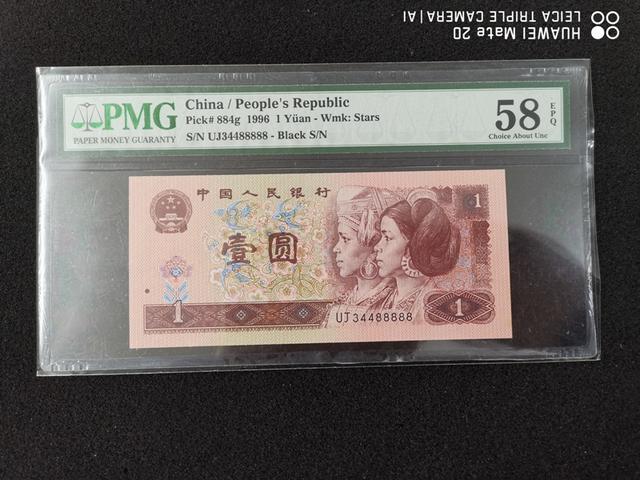 HUAWEI Mate 20
LEICA TRIPLE CAMERA | AI
PMG
PAPER MONEY GUARANTY
China / People's Republic
Pick# 884g 1996 1 Yüan - Wmk: Stars
S/N UJ34488888 - Black S/N
58
EPQ
Choice About Unc
中国人民银行
1
壹圆
1
1
UJ34488888